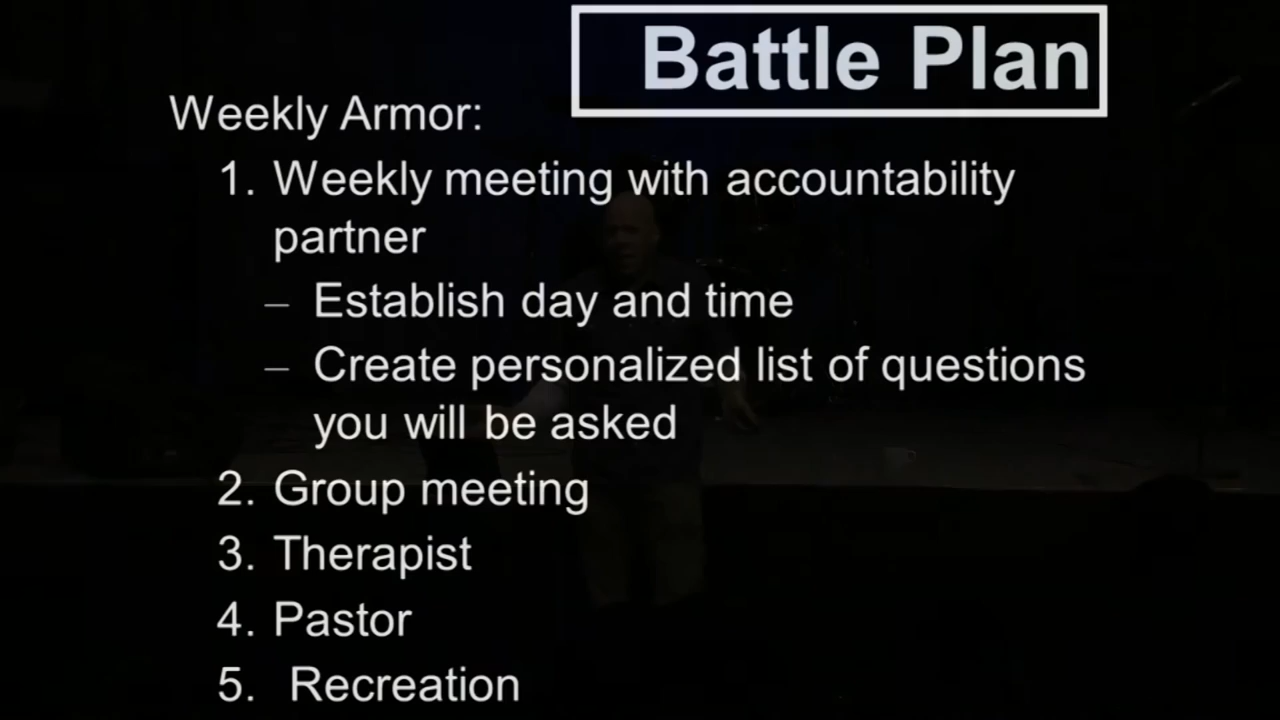 Battle Plan
Weekly Armor:
1. Weekly meeting with accountability
partner
– Establish day and time
– Create personalized list of questions
you will be asked
2. Group meeting
3. Therapist
4. Pastor
5. Recreation